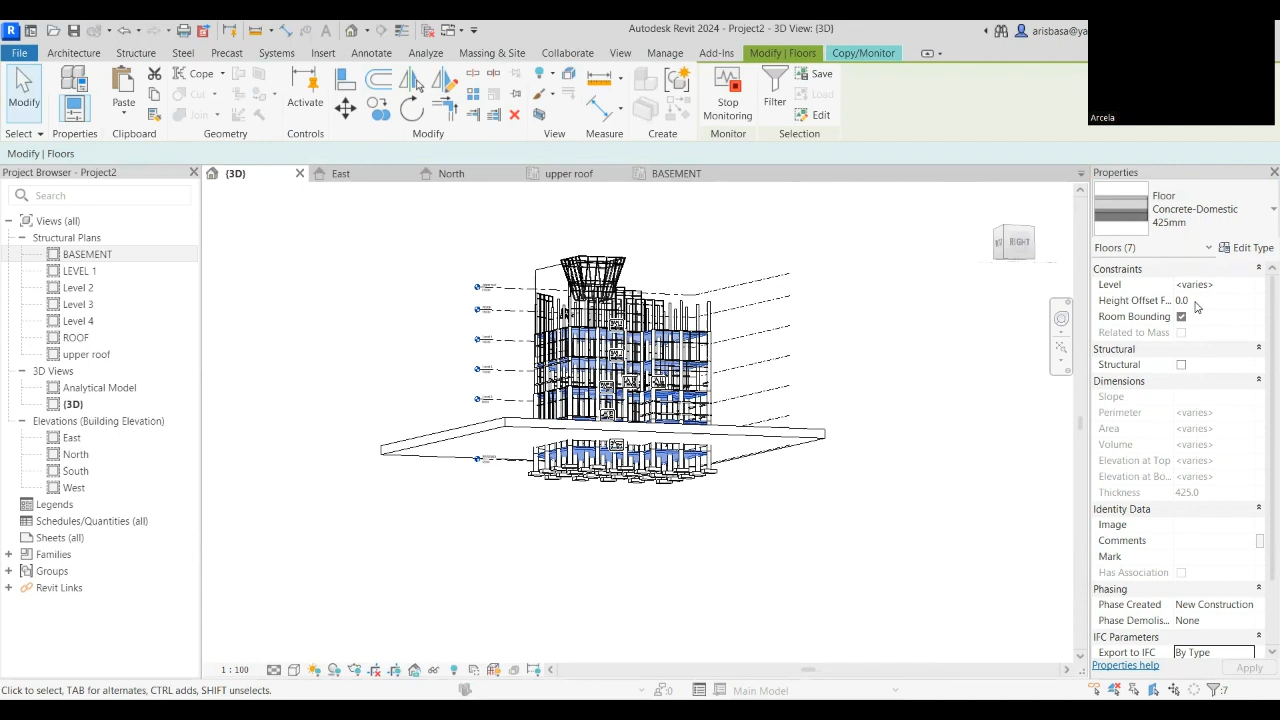 Autodesk Revit 2024 - Project2 - 3D View: {3D}
arisbasa@ya
File Architecture Structure Steel Precast Systems Insert Annotate Analyze Massing & Site Collaborate View Manage Addins Modify | Floors Copy/Monitor
Modify
Select
Properties
Paste
Clipboard
Cope
Cut
Join
Geometry
Activate
Controls
Modify
View
Measure
Create
Stop
Monitoring
Monitor
Filter
Save
Load
Edit
Selection
Arcela
Modify | Floors
Project Browser - Project2
Search
Views (all)
Structural Plans
BASEMENT
LEVEL 1
Level 2
Level 3
Level 4
ROOF
upper roof
3D Views
Analytical Model
{3D}
Elevations (Building Elevation)
East
North
South
West
Legends
Schedules/Quantities (all)
Sheets (all)
Families
Groups
Revit Links
{3D} East North upper roof BASEMENT
RIGHT
1 : 100
Properties
Floor
Concrete-Domestic
425mm
Floors (7) Edit Type
Constraints
Level <varies>
Height Offset F... 0.0
Room Bounding
Related to Mass
Structural
Structural
Dimensions
Slope
Perimeter <varies>
Area <varies>
Volume <varies>
Elevation at Top <varies>
Elevation at Bo... <varies>
Thickness 425.0
Identity Data
Image
Comments
Mark
Has Association
Phasing
Phase Created New Construction
Phase Demolis... None
IFC Parameters
Export to IFC By Type
Properties help Apply
Click to select, TAB for alternates, CTRL adds, SHIFT unselects. :0 Main Model :7